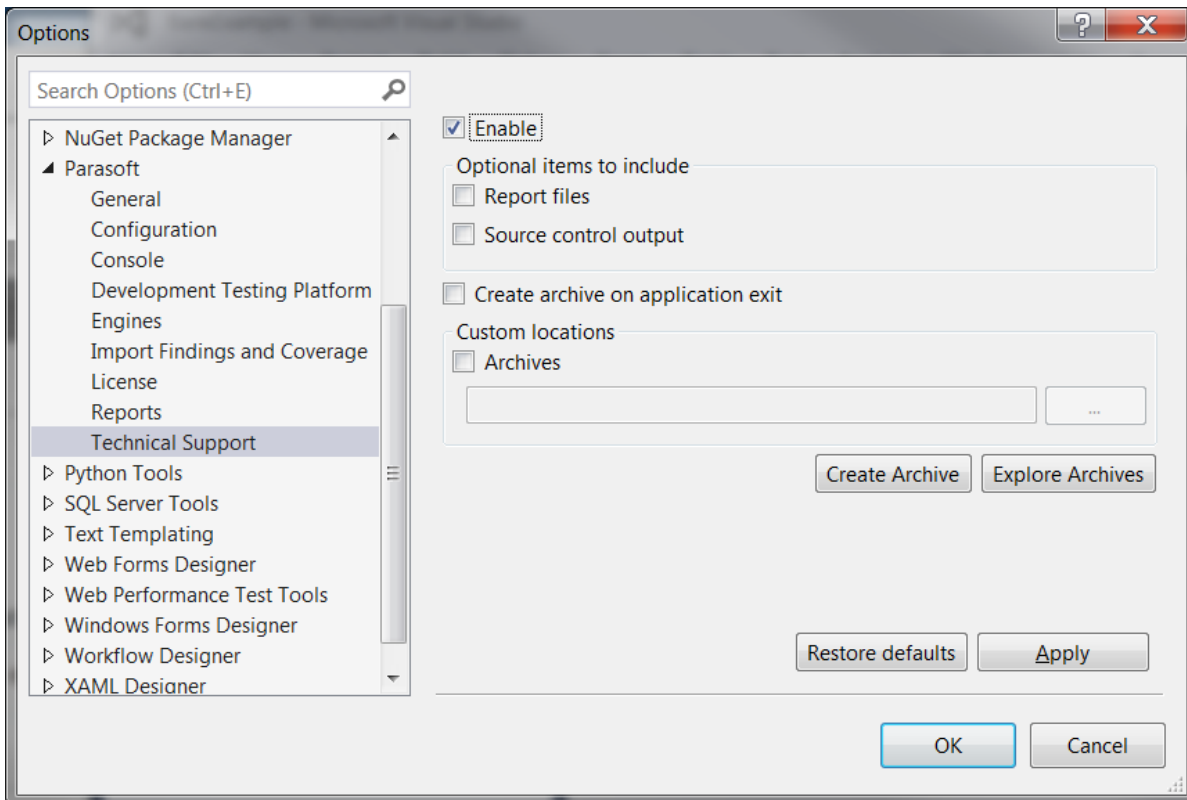 Options
Search Options (Ctrl+E)
NuGet Package Manager
Parasoft
General
Configuration
Console
Development Testing Platform
Engines
Import Findings and Coverage
License
Reports
Technical Support
Python Tools
SQL Server Tools
Text Templating
Web Forms Designer
Web Performance Test Tools
Windows Forms Designer
Workflow Designer
XAML Designer
Enable
Optional items to include
Report files
Source control output
Create archive on application exit
Custom locations
Archives
...
Create Archive
Explore Archives
Restore defaults
Apply
OK
Cancel